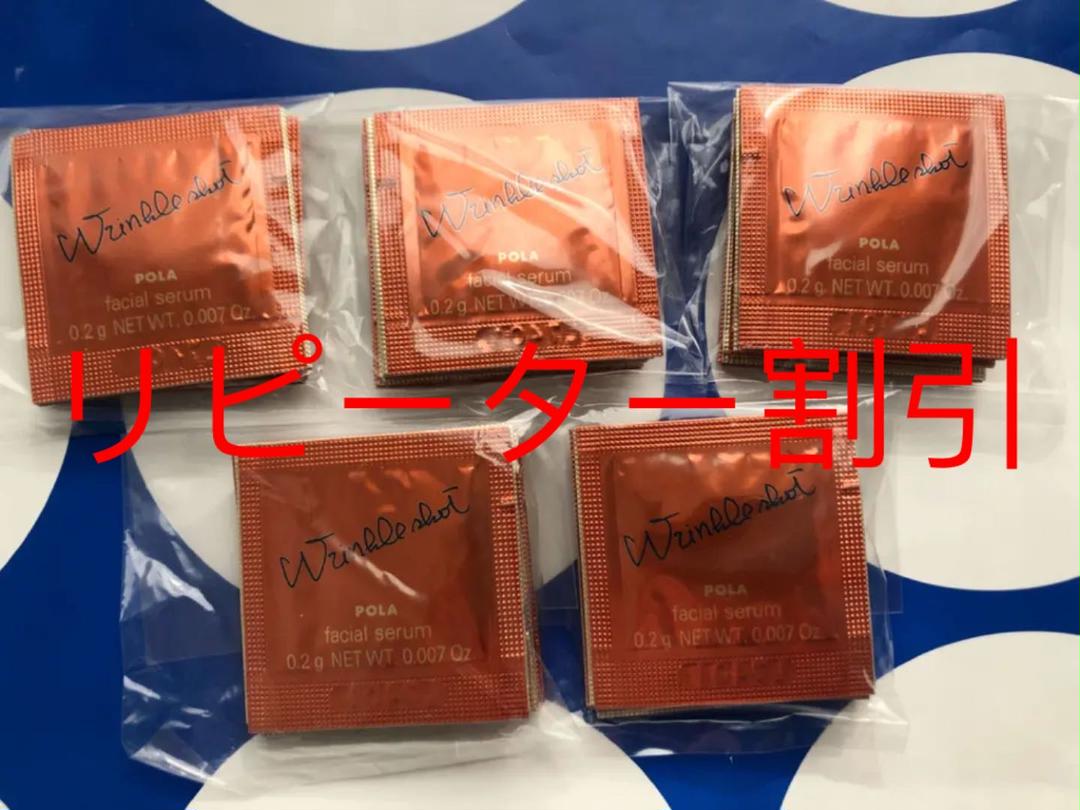 Wrinkle shot
POLA
facial serum
0.2 g NET WT. 0.007 Oz
Wrinkle shot
POLA
facial serum
0.2 g NET WT. 0.007 Oz
Wrinkle shot
POLA
facial serum
0.2 g NET WT. 0.007 Oz.
リピーター割引
Wrinkle shot
POLA
facial serum
0.2 g NET WT. 0.007 Oz
Wrinkle shot
POLA
facial serum
0.2 g NET WT. 0.007 Oz